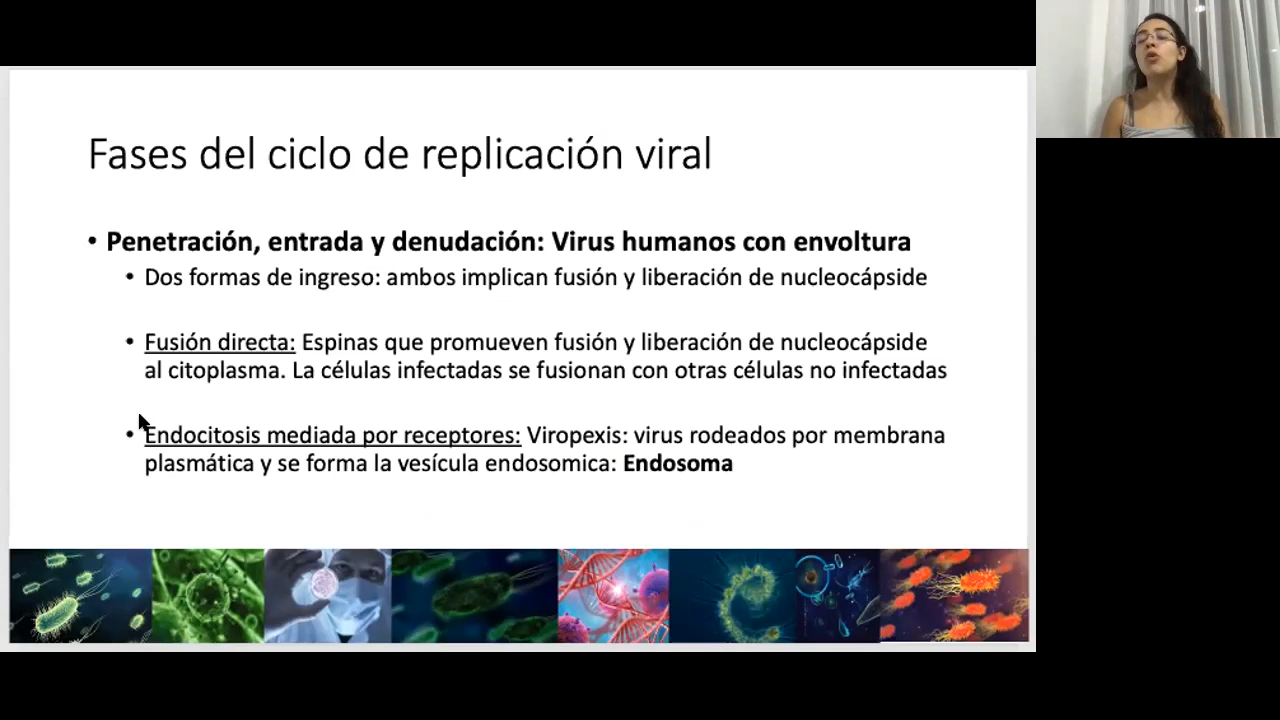 Fases del ciclo de replicación viral
• Penetración, entrada y denudación: Virus humanos con envoltura
• Dos formas de ingreso: ambos implican fusión y liberación de nucleocápside
• Fusión directa: Espinas que promueven fusión y liberación de nucleocápside
al citoplasma. La células infectadas se fusionan con otras células no infectadas
• Endocitosis mediada por receptores: Viropexis: virus rodeados por membrana
plasmática y se forma la vesícula endosomica: Endosoma